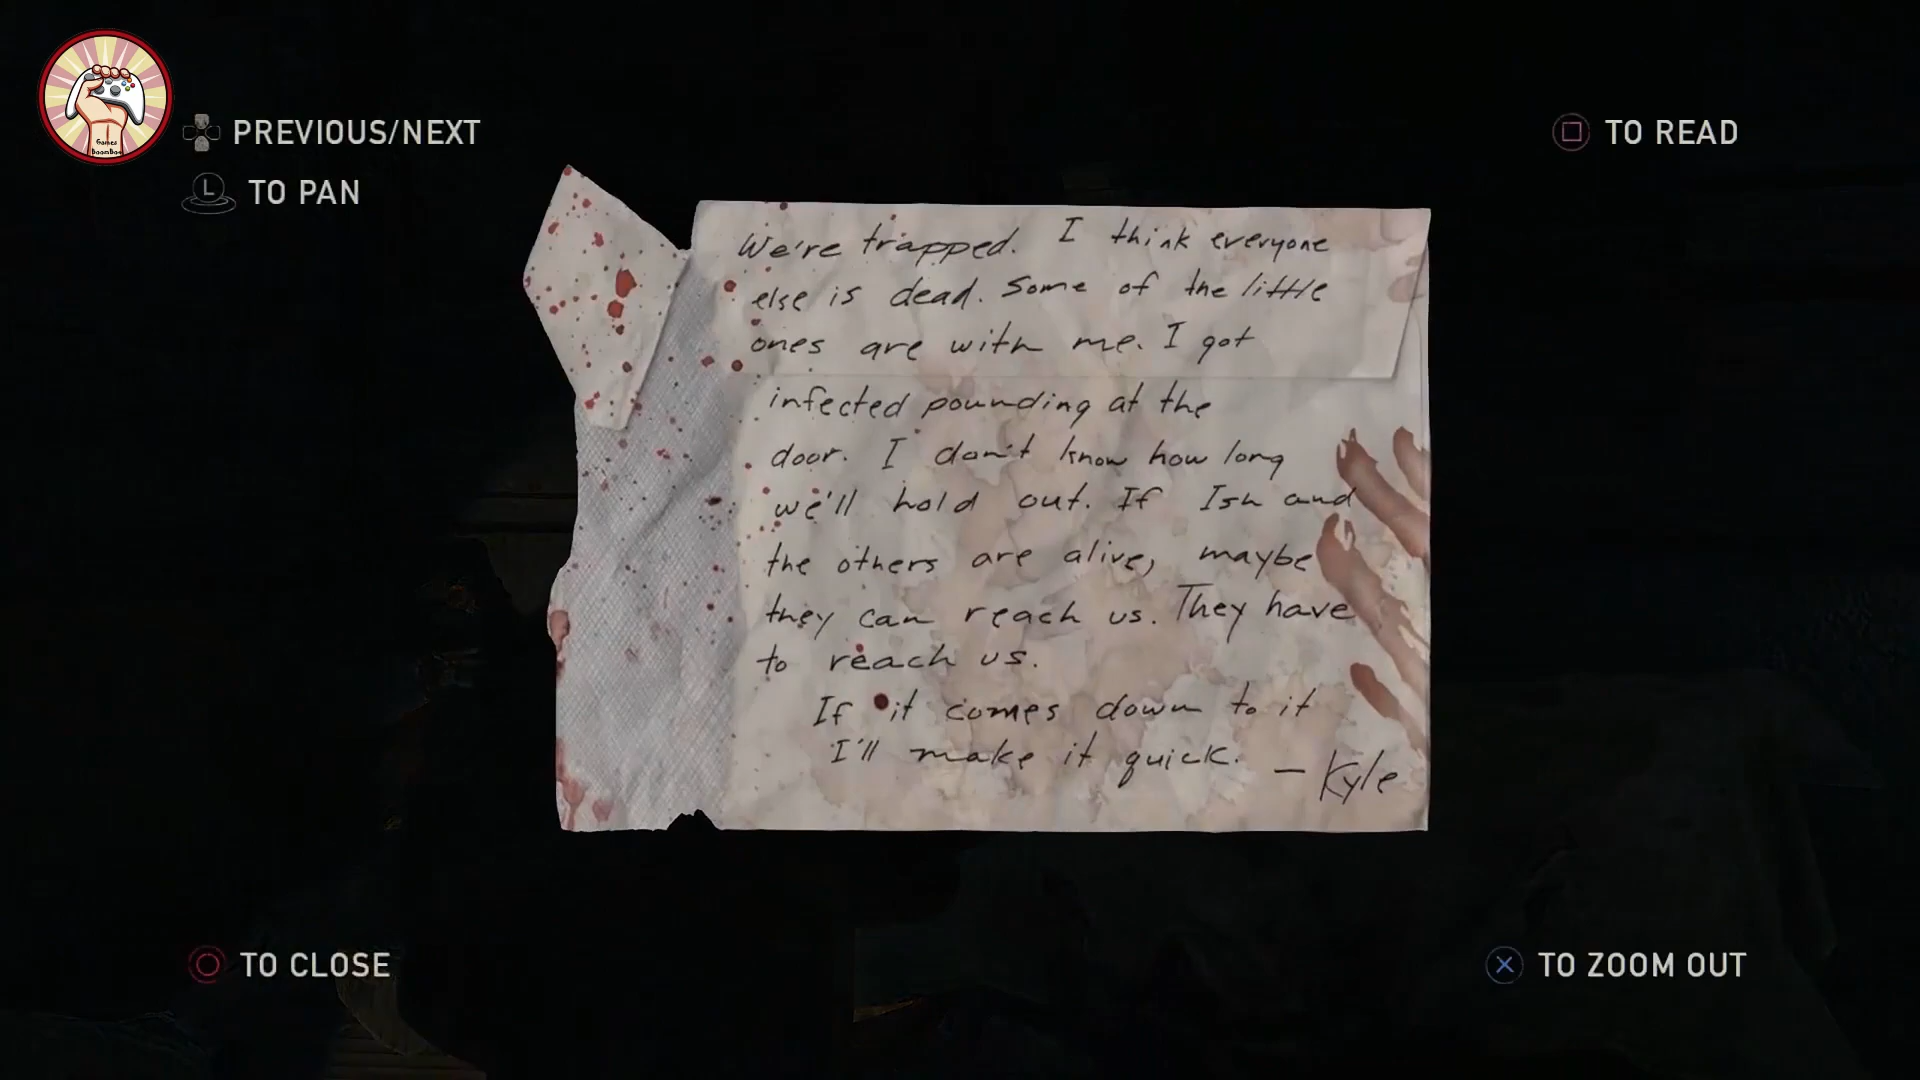 PREVIOUS/NEXT
L TO PAN
TO READ
We're trapped. I think everyone
else is dead. Some of the little
ones are with me. I got
infected pounding at the
door. I don't know how long
we'll hold out. If Ish and
the others are alive, maybe
they can reach us. They have
to reach us.
If it comes down to it
I'll make it quick. – Kyle
TO CLOSE
TO ZOOM OUT
Games
BoomBoo